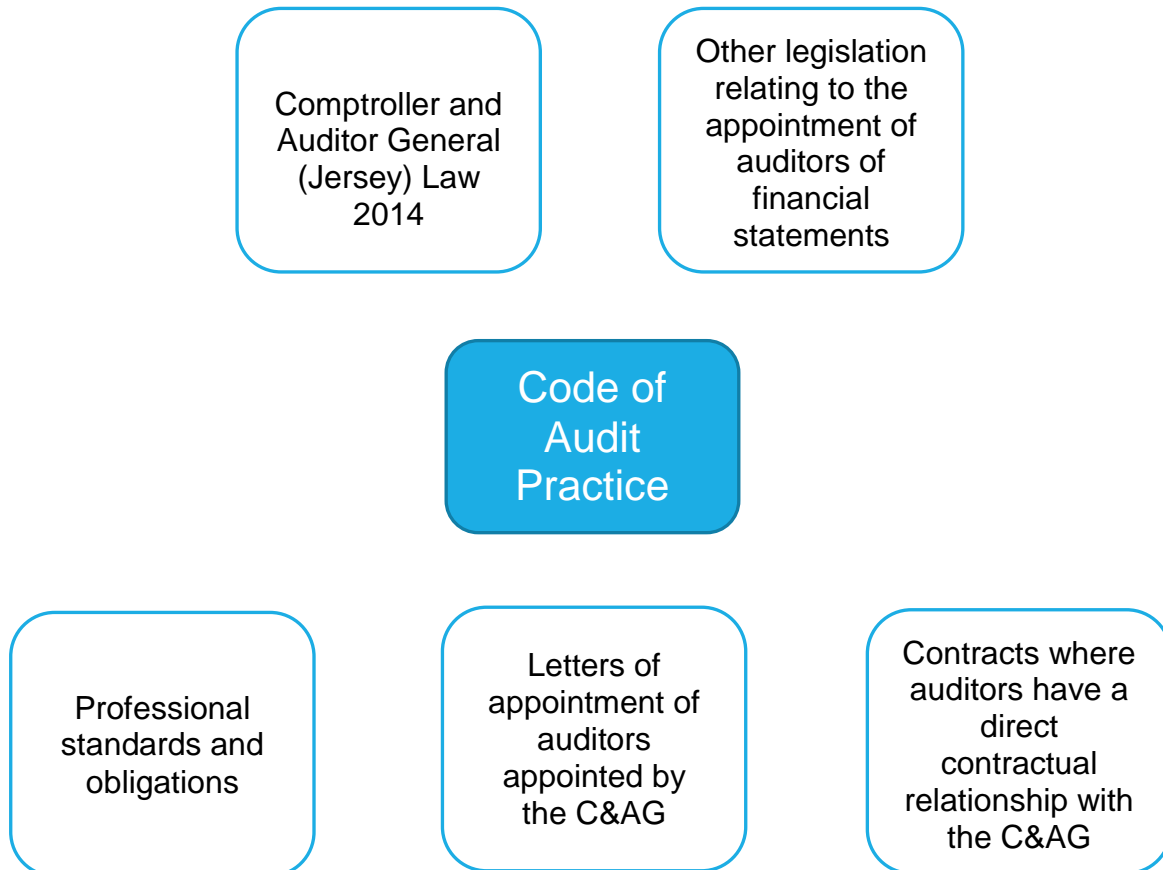 Comptroller and
Auditor General
(Jersey) Law
2014
Other legislation
relating to the
appointment of
auditors of
financial
statements
Code of
Audit
Practice
Professional
standards and
obligations
Letters of
appointment of
auditors
appointed by
the C&AG
Contracts where
auditors have a
direct
contractual
relationship with
the C&AG